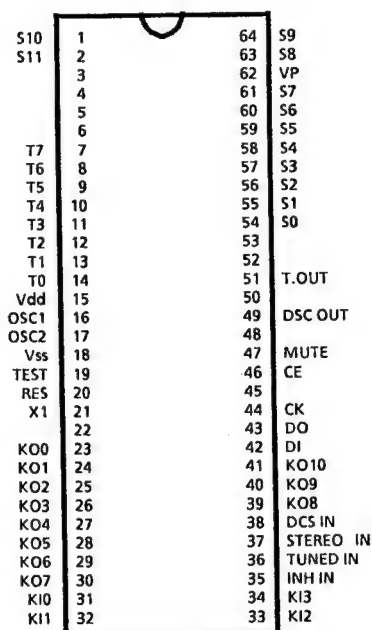 S10 1 64 S9
S11 2 63 S8
3 62 VP
4 61 S7
5 60 S6
6 59 S5
T7 7 58 S4
T6 8 57 S3
T5 9 56 S2
T4 10 55 S1
T3 11 54 S0
T2 12 53
T1 13 52
T0 14 51 T.OUT
Vdd 15 50
OSC1 16 49 DSC OUT
OSC2 17 48
Vss 18 47 MUTE
TEST 19 46 CE
RES 20 45
X1 21 44 CK
22 43 DO
KO0 23 42 DI
KO1 24 41 KO10
KO2 25 40 KO9
KO3 26 39 KO8
KO4 27 38 DCS IN
KO5 28 37 STEREO IN
KO6 29 36 TUNED IN
KO7 30 35 INH IN
KI0 31 34 KI3
KI1 32 33 KI2